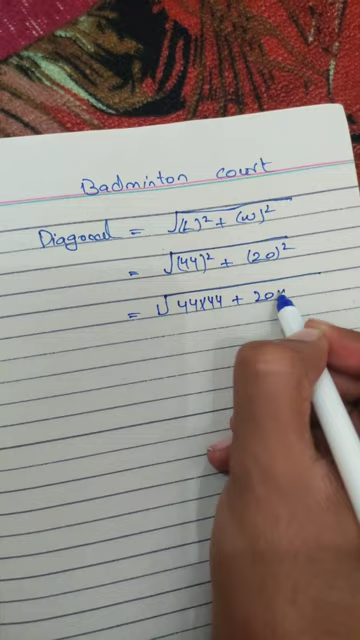 Badminton court
Diagonal = √(L)² + (W)²
= √(44)² + (20)²
= √44×44 + 20×